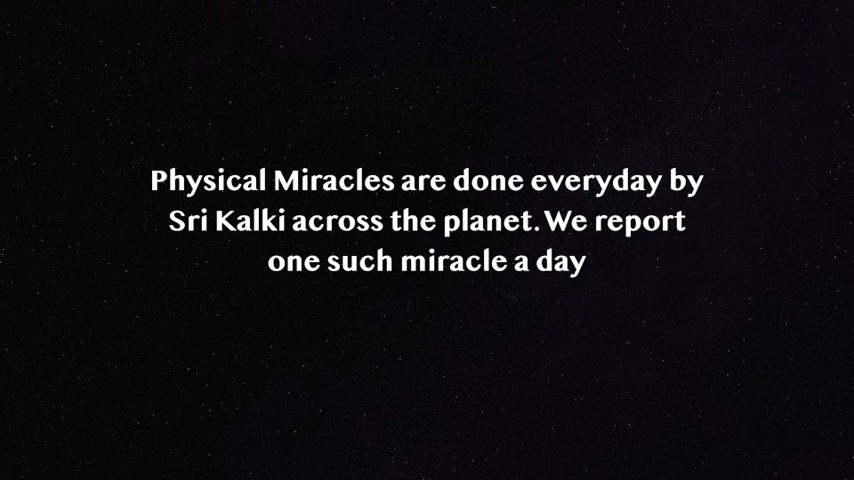 Physical Miracles are done everyday by
Sri Kalki across the planet. We report
one such miracle a day